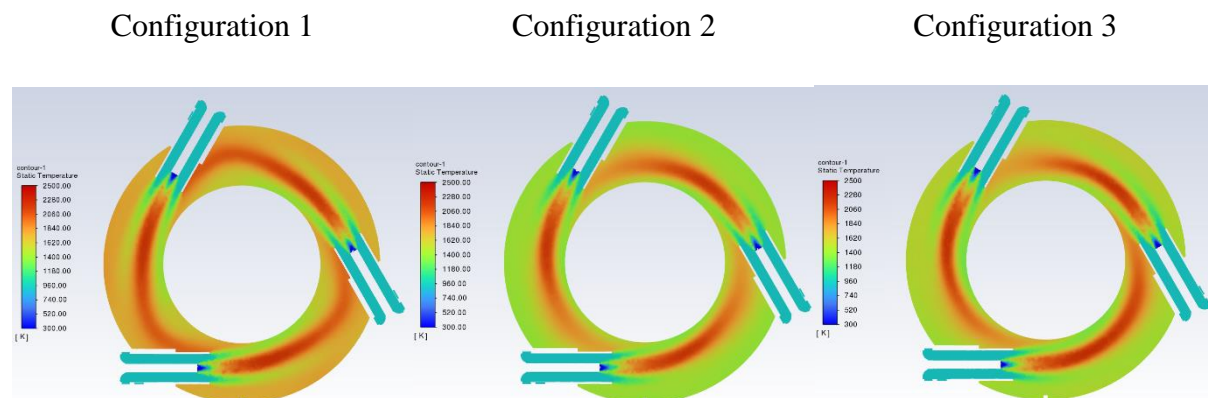 Configuration 1
Configuration 2
Configuration 3
contour-1
Static Temperature
2500.00
2280.00
2060.00
1840.00
1620.00
1400.00
1180.00
960.00
740.00
520.00
300.00
[ K ]
contour-1
Static Temperature
2500.00
2280.00
2060.00
1840.00
1620.00
1400.00
1180.00
960.00
740.00
520.00
300.00
[ K ]
contour-1
Static Temperature
2500
2280
2060
1840
1620
1400
1180
960
740
520
300
[ K ]